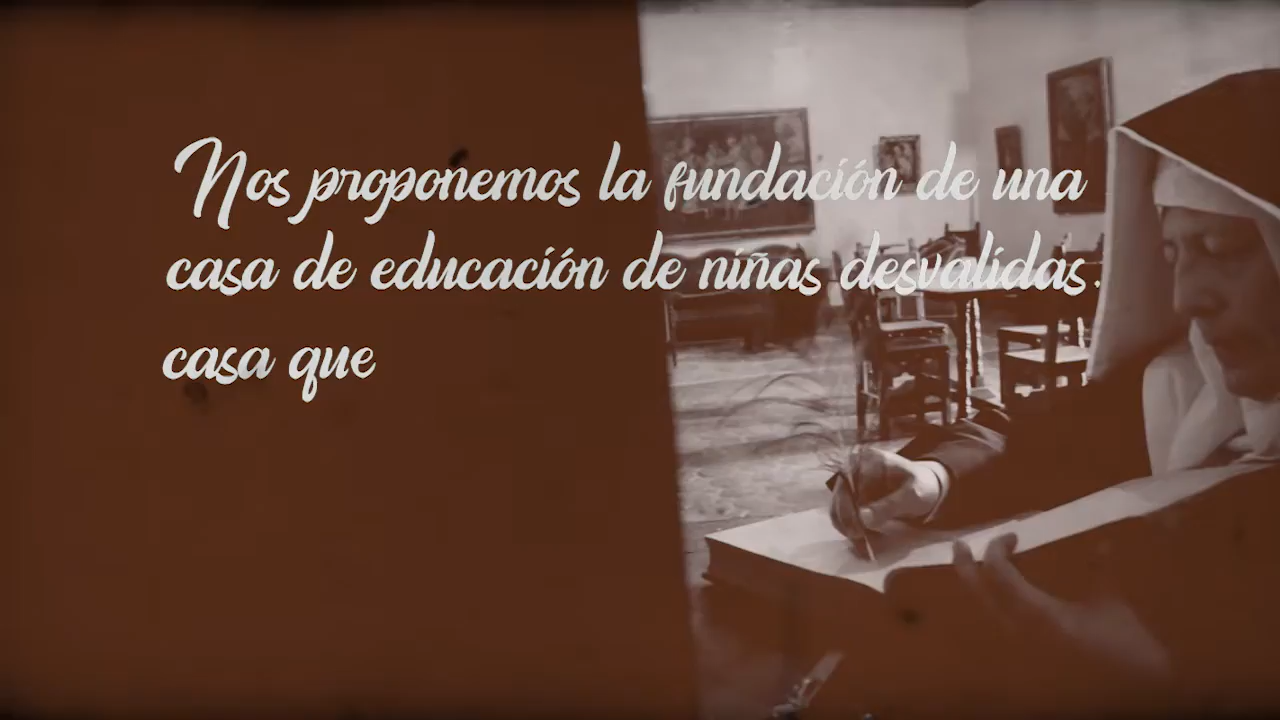 Nos proponemos la fundación de una
casa de educación de niñas desvalidas.
casa que